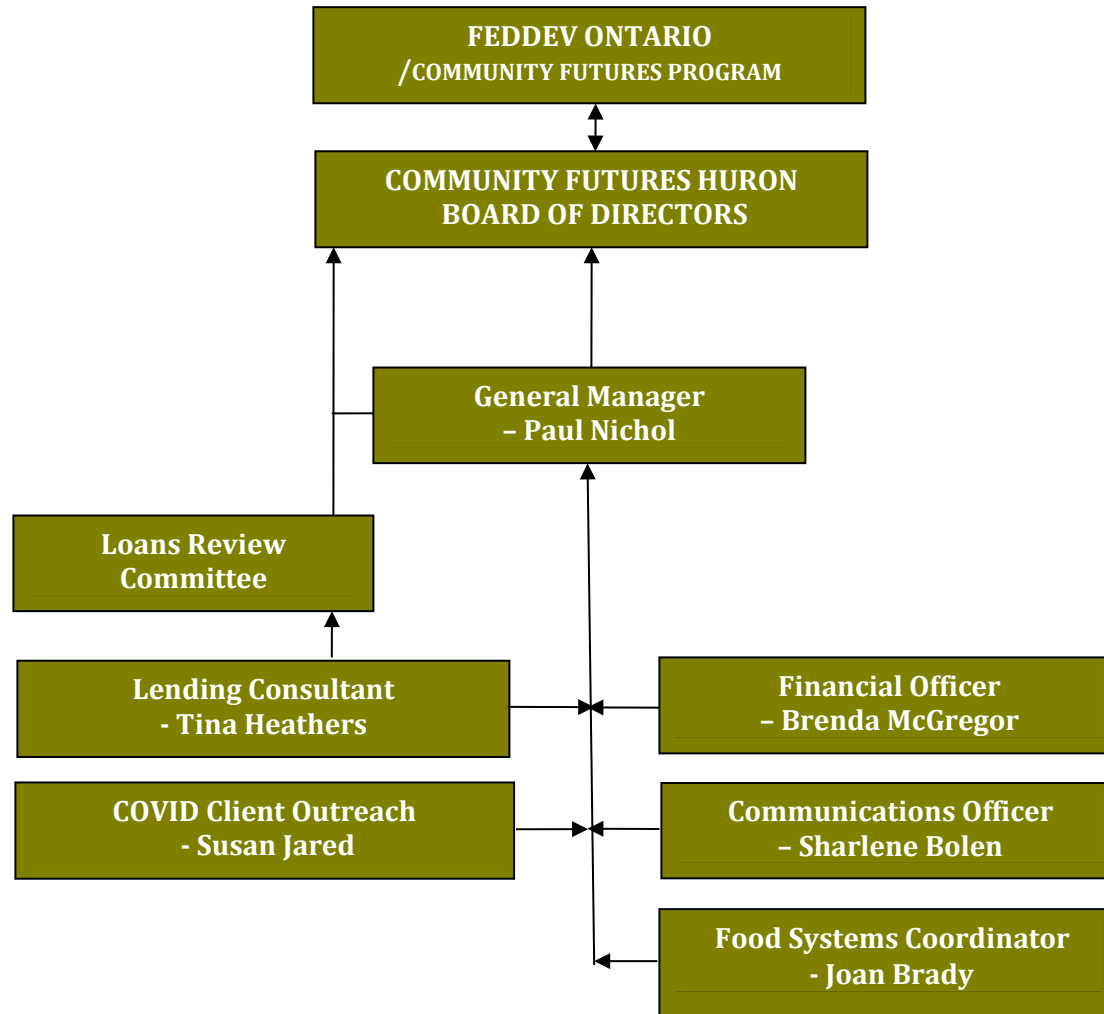 FEDDEV ONTARIO
/COMMUNITY FUTURES PROGRAM
COMMUNITY FUTURES HURON
BOARD OF DIRECTORS
General Manager
– Paul Nichol
Loans Review
Committee
Lending Consultant
- Tina Heathers
Financial Officer
– Brenda McGregor
COVID Client Outreach
- Susan Jared
Communications Officer
– Sharlene Bolen
Food Systems Coordinator
- Joan Brady